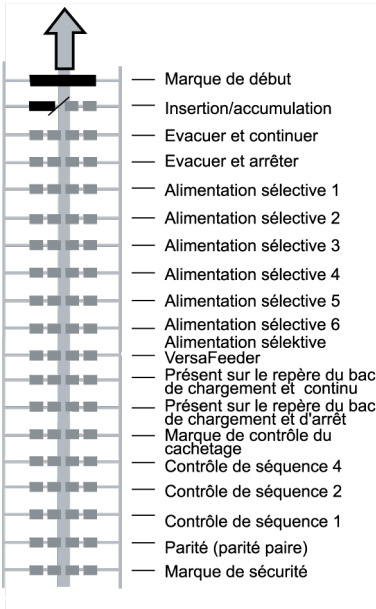 Marque de début
Insertion/accumulation
Evacuer et continuer
Evacuer et arrêter
Alimentation sélective 1
Alimentation sélective 2
Alimentation sélective 3
Alimentation sélective 4
Alimentation sélective 5
Alimentation sélective 6
Alimentation sélektive
VersaFeeder
Présent sur le repère du bac
de chargement et continu
Présent sur le repère du bac
de chargement et d'arrêt
Marque de contrôle du
cachetage
Contrôle de séquence 4
Contrôle de séquence 2
Contrôle de séquence 1
Parité (parité paire)
Marque de sécurité